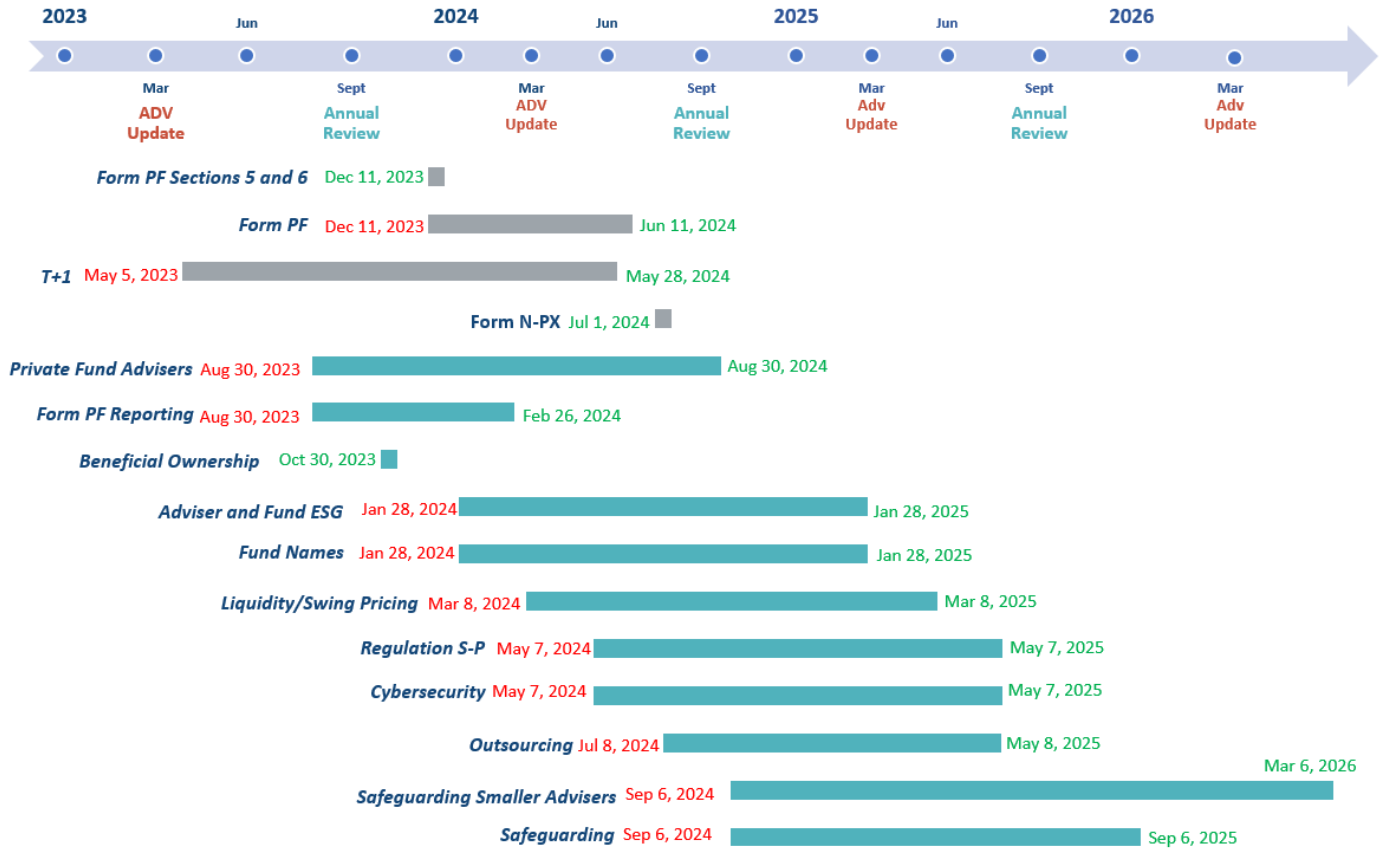 2023 2024 2025 2026
Jun Jun Jun
Mar Sept Mar Sept Mar Sept Mar
ADV Update Annual Review ADV Update Annual Review Adv Update Annual Review Adv Update
Form PF Sections 5 and 6 Dec 11, 2023
Form PF Dec 11, 2023 Jun 11, 2024
T+1 May 5, 2023 May 28, 2024
Form N-PX Jul 1, 2024
Private Fund Advisers Aug 30, 2023 Aug 30, 2024
Form PF Reporting Aug 30, 2023 Feb 26, 2024
Beneficial Ownership Oct 30, 2023
Adviser and Fund ESG Jan 28, 2024 Jan 28, 2025
Fund Names Jan 28, 2024 Jan 28, 2025
Liquidity/Swing Pricing Mar 8, 2024 Mar 8, 2025
Regulation S-P May 7, 2024 May 7, 2025
Cybersecurity May 7, 2024 May 7, 2025
Outsourcing Jul 8, 2024 May 8, 2025
Safeguarding Smaller Advisers Sep 6, 2024 Mar 6, 2026
Safeguarding Sep 6, 2024 Sep 6, 2025